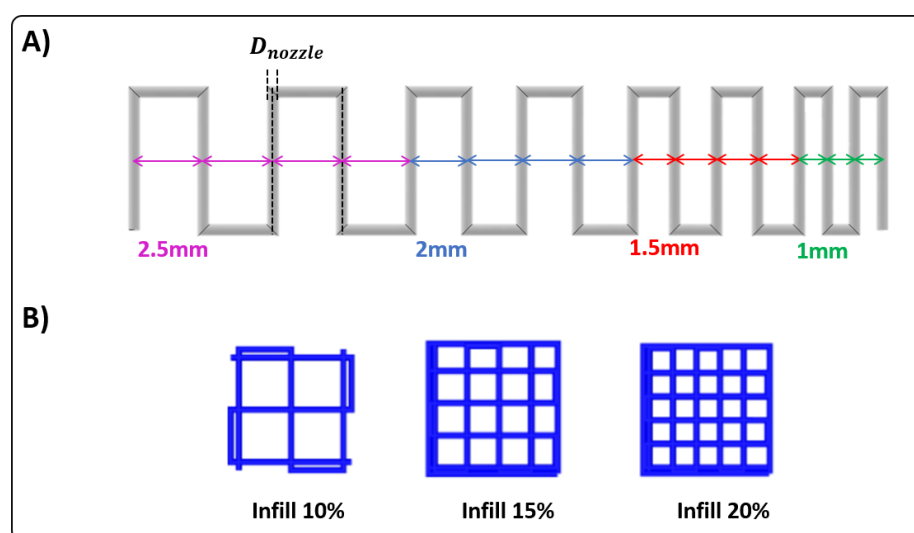 A)
D_nozzle
2.5mm
2mm
1.5mm
1mm
B)
Infill 10%
Infill 15%
Infill 20%